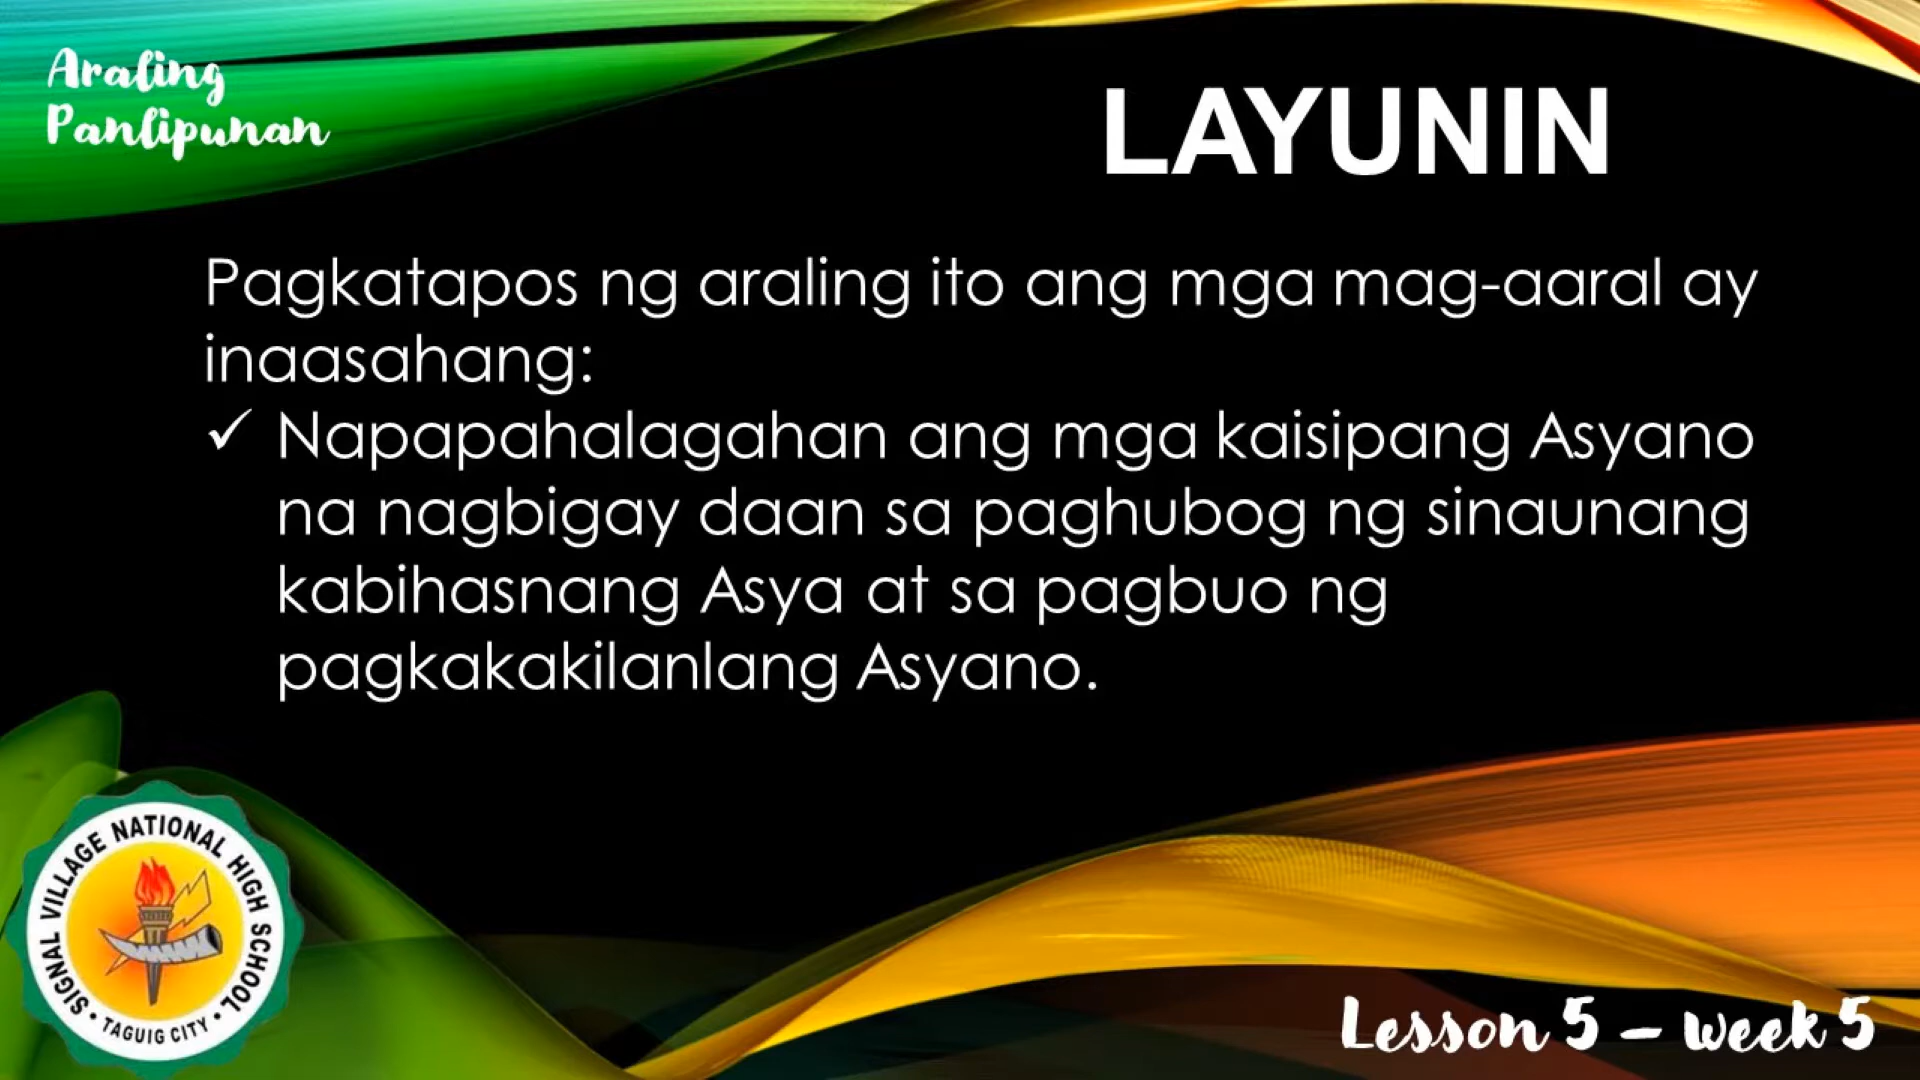 Araling
Panlipunan
LAYUNIN
Pagkatapos ng araling ito ang mga mag-aaral ay
inaasahang:
✓ Napapahalagahan ang mga kaisipang Asyano
na nagbigay daan sa paghubog ng sinaunang
kabihasnang Asya at sa pagbuo ng
pagkakakilanlang Asyano.
SIGNAL VILLAGE NATIONAL HIGH SCHOOL
• TAGUIG CITY •
Lesson 5 – week 5